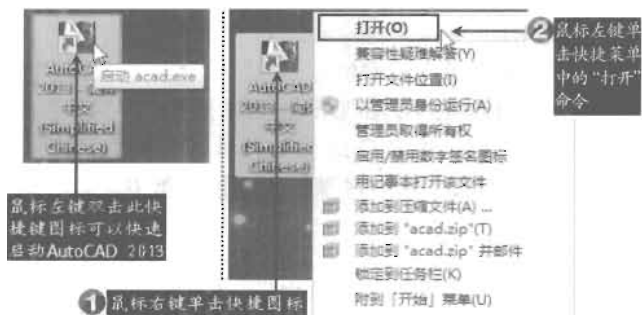 AutoCAD
2013 -
中文
(Simplified
Chinese)
启动 acad.exe
鼠标左键双击此快
捷键图标可以快速
启动AutoCAD 2013
AutoCAD
2013 -
中文
(Simplified
Chinese)
1 鼠标右键单击快捷图标
打开(O)
兼容性疑难解答(Y)
打开文件位置(I)
以管理员身份运行(A)
管理员取得所有权
启用/禁用数字签名图标
用记事本打开该文件
添加到压缩文件(A) ...
添加到 "acad.zip"(T)
添加到 "acad.zip" 并邮件
锁定到任务栏(K)
附到「开始」菜单(U)
2 鼠标左键单
击快捷菜单
中的“打开”
命令